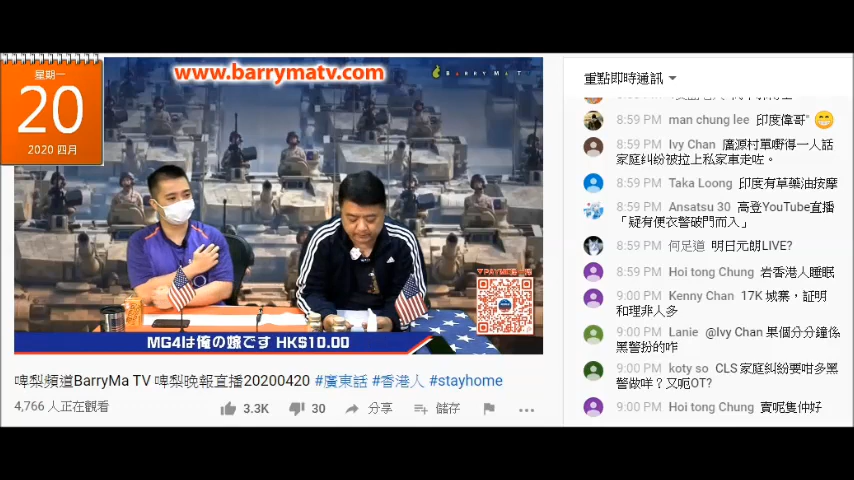 星期一
20
2020 四月
www.barrymatv.com
BARRYMAT
PAYME
MG4は俺の嫁です HK$10.00
啤梨頻道BarryMa TV 啤梨晚報直播20200420 #廣東話 #香港人 #stayhome
4,766 人正在觀看
3.3K
30
分享
儲存
重點即時通訊
man chung lee 印度偉哥"
8:59 PM
8:59 PM Ivy Chan 廣源村單嘢得一人話
家庭糾紛被拉上私家車走咗。
8:59 PM Taka Loong 印度有草藥油按摩
8:59 PM Ansatsu 30 高登YouTube直播
「疑有便衣警破門而入」
8:59 PM 何足道 明日元朗LIVE?
8:59 PM Hoi tong Chung 岩香港人睡眠
9:00 PM Kenny Chan 17K 城寨，証明
和理非人多
9:00 PM Lanie @Ivy Chan 果個分分鐘係
黑警扮的咋
9:00 PM koty so CLS 家庭糾紛要咁多黑
警做咩？又呃OT?
9:00 PM Hoi tong Chung 賣呢隻仲好